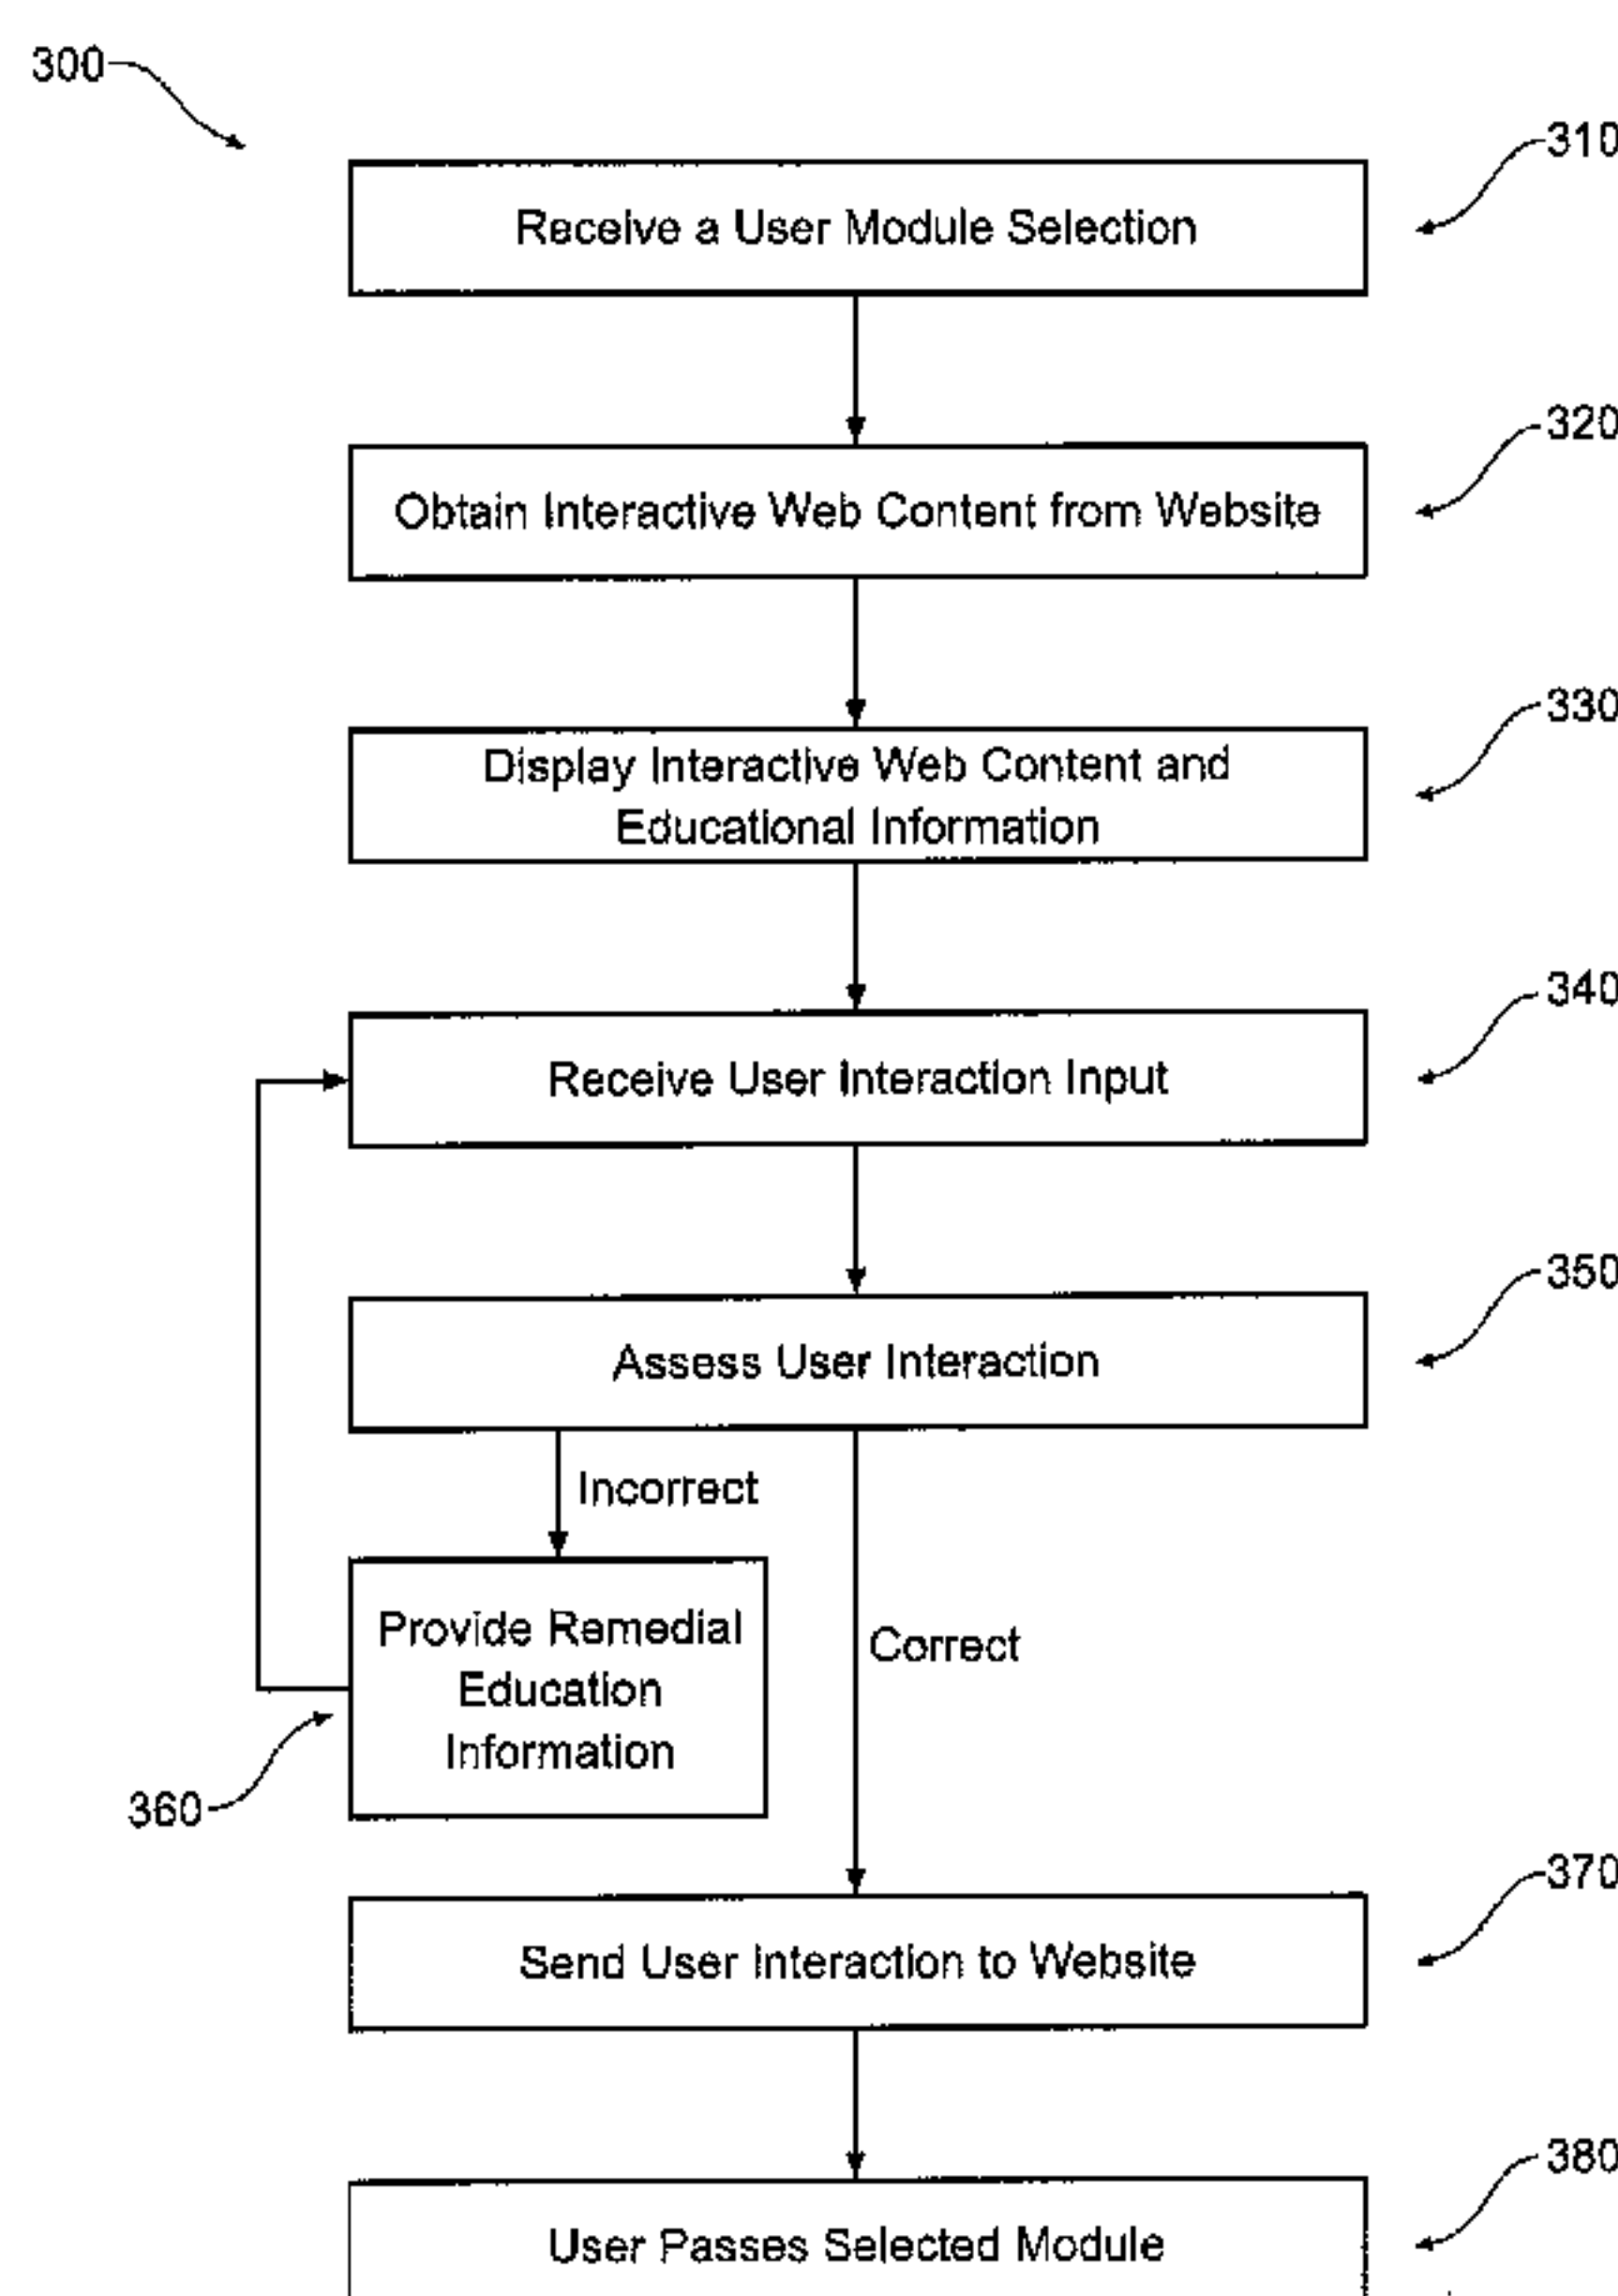 300
310
Receive a User Module Selection
320
Obtain Interactive Web Content from Website
330
Display Interactive Web Content and
Educational Information
340
Receive User Interaction Input
350
Assess User Interaction
Incorrect
Provide Remedial
Education
Information
Correct
360
370
Send User Interaction to Website
380
User Passes Selected Module